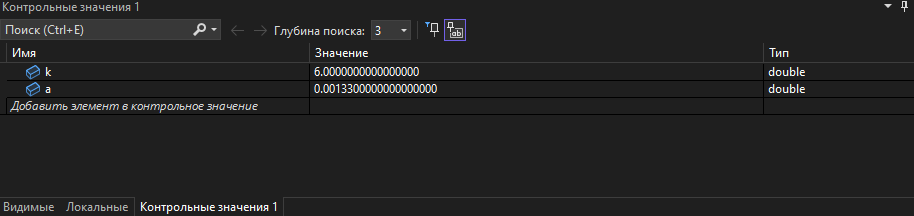 Контрольные значения 1
Поиск (Ctrl+E) Глубина поиска: 3
Имя Значение Тип
k 6.0000000000000000 double
a 0.0013300000000000000 double
Добавить элемент в контрольное значение
Видимые Локальные Контрольные значения 1